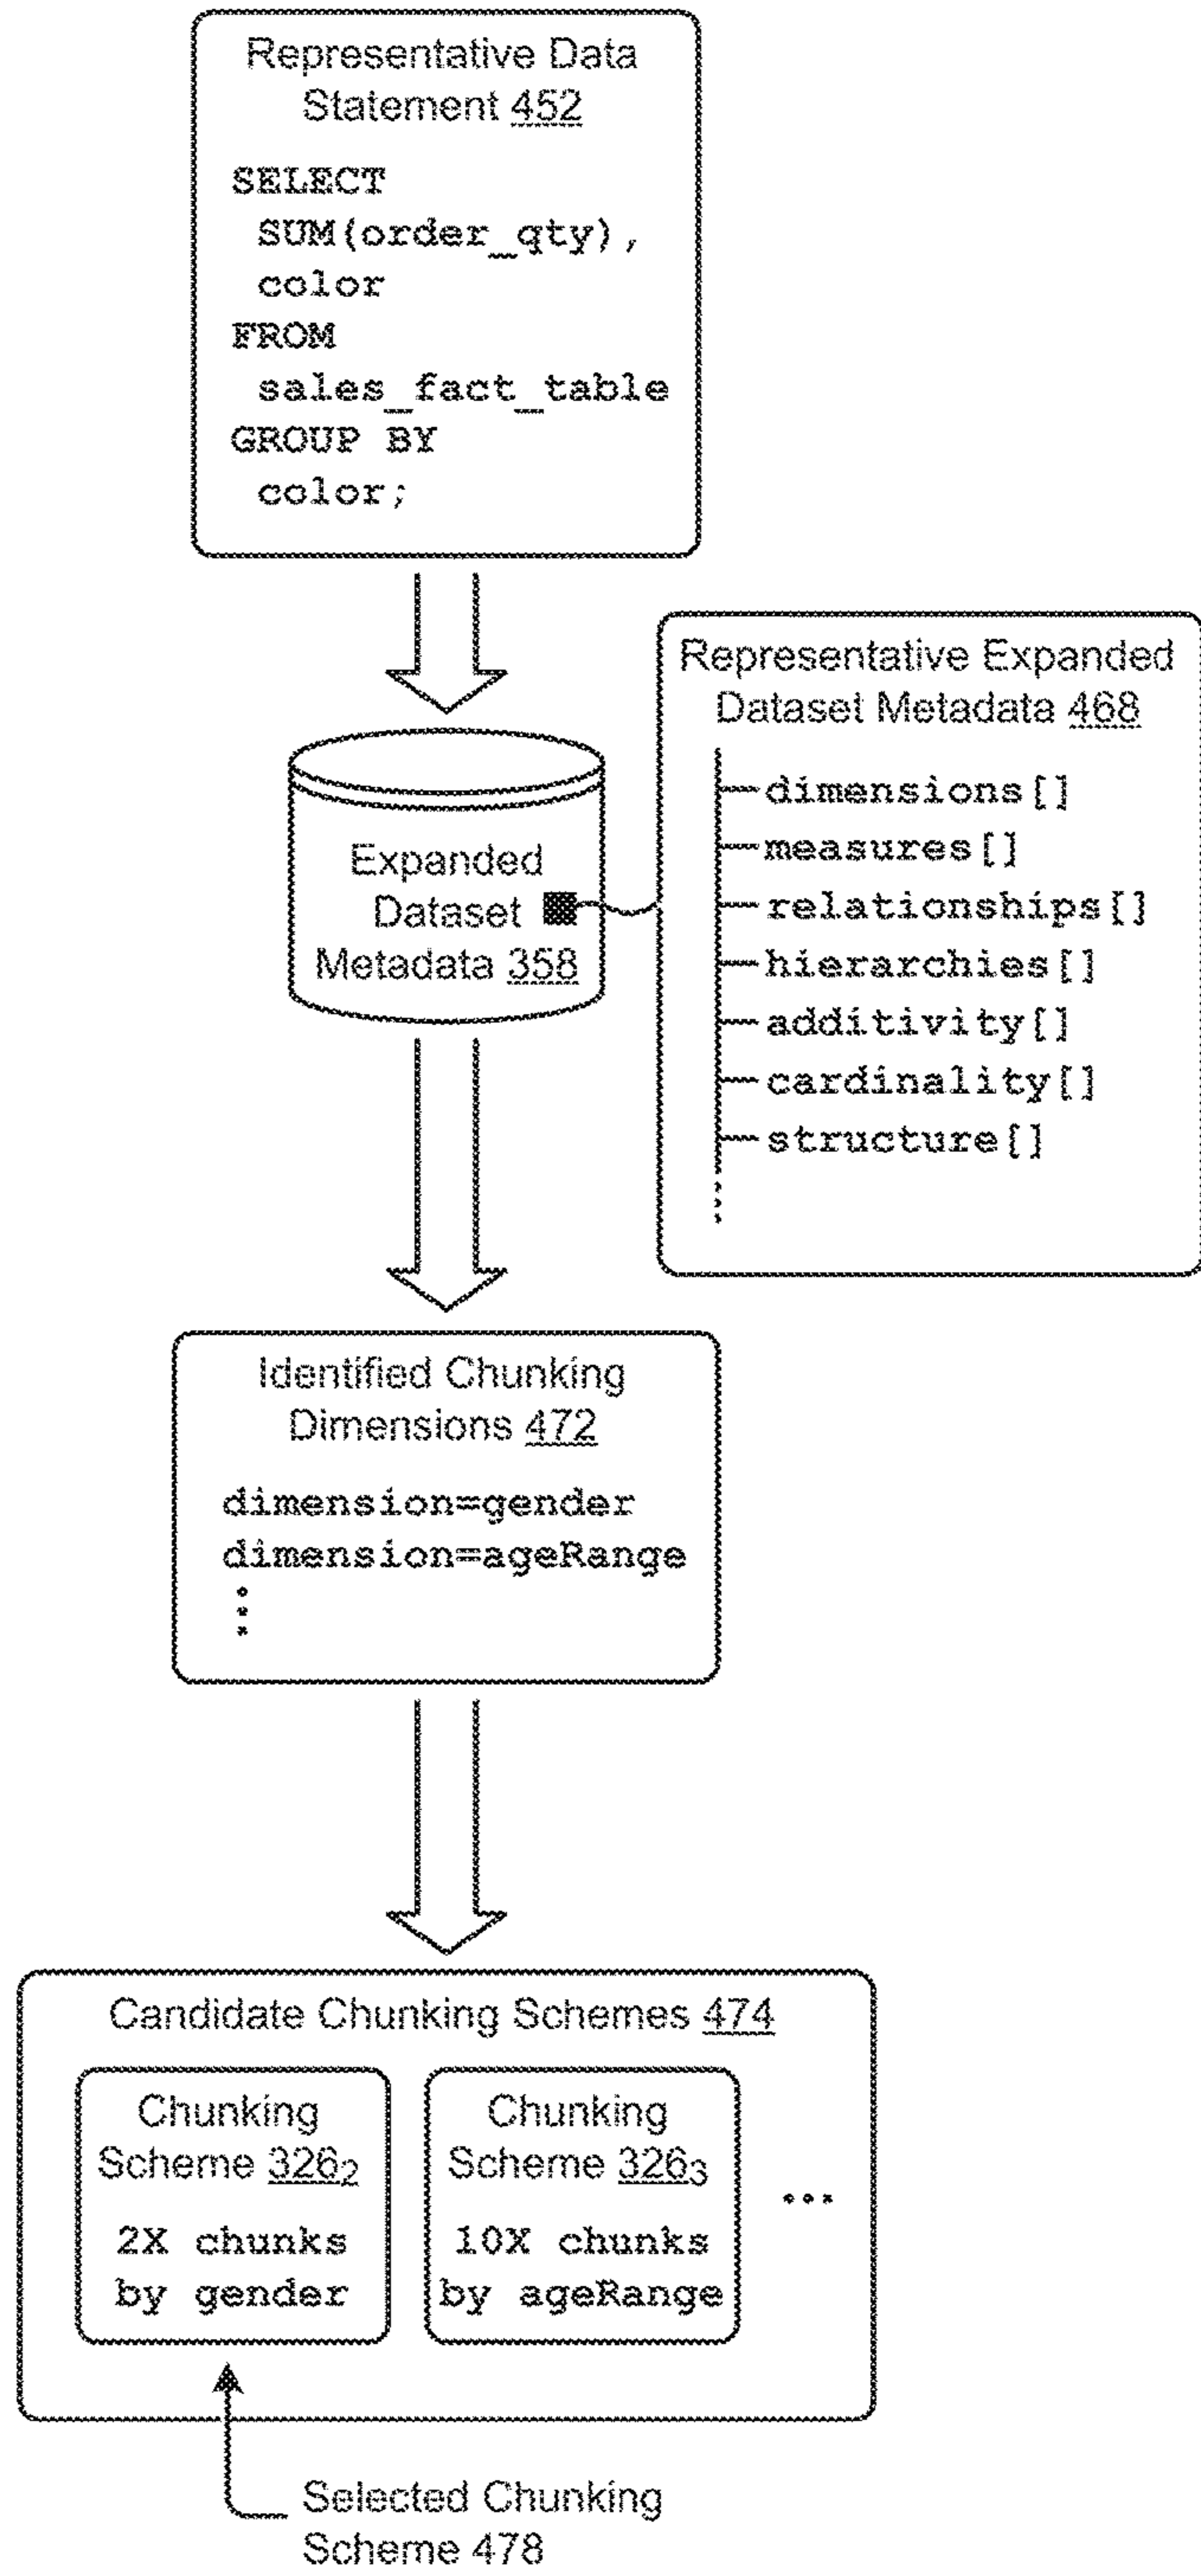 Representative Data
Statement 452
SELECT
SUM(order_qty),
color
FROM
sales_fact_table
GROUP BY
color;
Representative Expanded
Dataset Metadata 468
dimensions[]
measures[]
relationships[]
hierarchies[]
additivity[]
cardinality[]
structure[]
Expanded
Dataset
Metadata 358
Identified Chunking
Dimensions 472
dimension=gender
dimension=ageRange
Candidate Chunking Schemes 474
Chunking
Scheme 326₂
2X chunks
by gender
Chunking
Scheme 326₃
10X chunks
by ageRange
...
Selected Chunking
Scheme 478